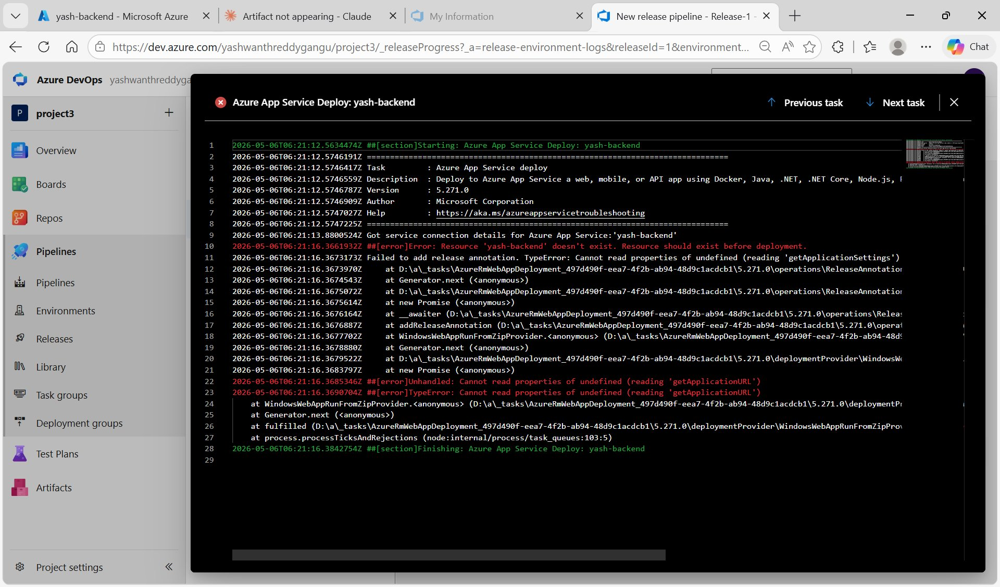 yash-backend - Microsoft Azure
Artifact not appearing - Claude
My Information
New release pipeline - Release-1 -
https://dev.azure.com/yashwanthreddygangu/project3/_releaseProgress?_a=release-environment-logs&releaseId=1&environment...
Chat
Azure DevOps yashwanthreddyga
P project3
Overview
Boards
Repos
Pipelines
Pipelines
Environments
Releases
Library
Task groups
Deployment groups
Test Plans
Artifacts
Project settings
Azure App Service Deploy: yash-backend
Previous task
Next task
1 2026-05-06T06:21:12.5634474Z ##[section]Starting: Azure App Service Deploy: yash-backend
2 2026-05-06T06:21:12.5746191Z ==============================================================================
3 2026-05-06T06:21:12.5746417Z Task : Azure App Service deploy
4 2026-05-06T06:21:12.5746559Z Description : Deploy to Azure App Service a web, mobile, or API app using Docker, Java, .NET, .NET Core, Node.js,
5 2026-05-06T06:21:12.5746787Z Version : 5.271.0
6 2026-05-06T06:21:12.5746909Z Author : Microsoft Corporation
7 2026-05-06T06:21:12.5747027Z Help : https://aka.ms/azureappservicetroubleshooting
8 2026-05-06T06:21:12.5747225Z ==============================================================================
9 2026-05-06T06:21:13.8800524Z Got service connection details for Azure App Service:'yash-backend'
10 2026-05-06T06:21:16.3661932Z ##[error]Error: Resource 'yash-backend' doesn't exist. Resource should exist before deployment.
11 2026-05-06T06:21:16.3673173Z Failed to add release annotation. TypeError: Cannot read properties of undefined (reading 'getApplicationSettings')
12 2026-05-06T06:21:16.3673970Z at D:\a\_tasks\AzureRmWebAppDeployment_497d490f-eea7-4f2b-ab94-48d9c1acdcb1\5.271.0\operations\ReleaseAnnotation
13 2026-05-06T06:21:16.3674543Z at Generator.next (<anonymous>)
14 2026-05-06T06:21:16.3675072Z at D:\a\_tasks\AzureRmWebAppDeployment_497d490f-eea7-4f2b-ab94-48d9c1acdcb1\5.271.0\operations\ReleaseAnnotation
15 2026-05-06T06:21:16.3675614Z at new Promise (<anonymous>)
16 2026-05-06T06:21:16.3676164Z at __awaiter (D:\a\_tasks\AzureRmWebAppDeployment_497d490f-eea7-4f2b-ab94-48d9c1acdcb1\5.271.0\operations\Releas
17 2026-05-06T06:21:16.3676887Z at addReleaseAnnotation (D:\a\_tasks\AzureRmWebAppDeployment_497d490f-eea7-4f2b-ab94-48d9c1acdcb1\5.271.0\operat
18 2026-05-06T06:21:16.3677702Z at WindowsWebAppRunFromZipProvider.<anonymous> (D:\a\_tasks\AzureRmWebAppDeployment_497d490f-eea7-4f2b-ab94-48d9
19 2026-05-06T06:21:16.3678880Z at Generator.next (<anonymous>)
20 2026-05-06T06:21:16.3679522Z at D:\a\_tasks\AzureRmWebAppDeployment_497d490f-eea7-4f2b-ab94-48d9c1acdcb1\5.271.0\deploymentProvider\WindowsWe
21 2026-05-06T06:21:16.3683797Z at new Promise (<anonymous>)
22 2026-05-06T06:21:16.3685346Z ##[error]Unhandled: Cannot read properties of undefined (reading 'getApplicationURL')
23 2026-05-06T06:21:16.3690704Z ##[error]TypeError: Cannot read properties of undefined (reading 'getApplicationURL')
24 at WindowsWebAppRunFromZipProvider.<anonymous> (D:\a\_tasks\AzureRmWebAppDeployment_497d490f-eea7-4f2b-ab94-48d9c1acdcb1\5.271.0\deploymentPr
25 at Generator.next (<anonymous>)
26 at fulfilled (D:\a\_tasks\AzureRmWebAppDeployment_497d490f-eea7-4f2b-ab94-48d9c1acdcb1\5.271.0\deploymentProvider\WindowsWebAppRunFromZipProv
27 at process.processTicksAndRejections (node:internal/process/task_queues:103:5)
28 2026-05-06T06:21:16.3842754Z ##[section]Finishing: Azure App Service Deploy: yash-backend
29